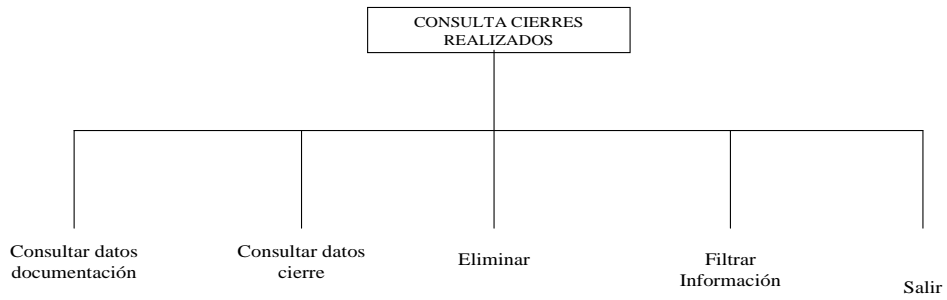 CONSULTA CIERRES
REALIZADOS
Consultar datos
documentación
Consultar datos
cierre
Eliminar
Filtrar
Información
Salir